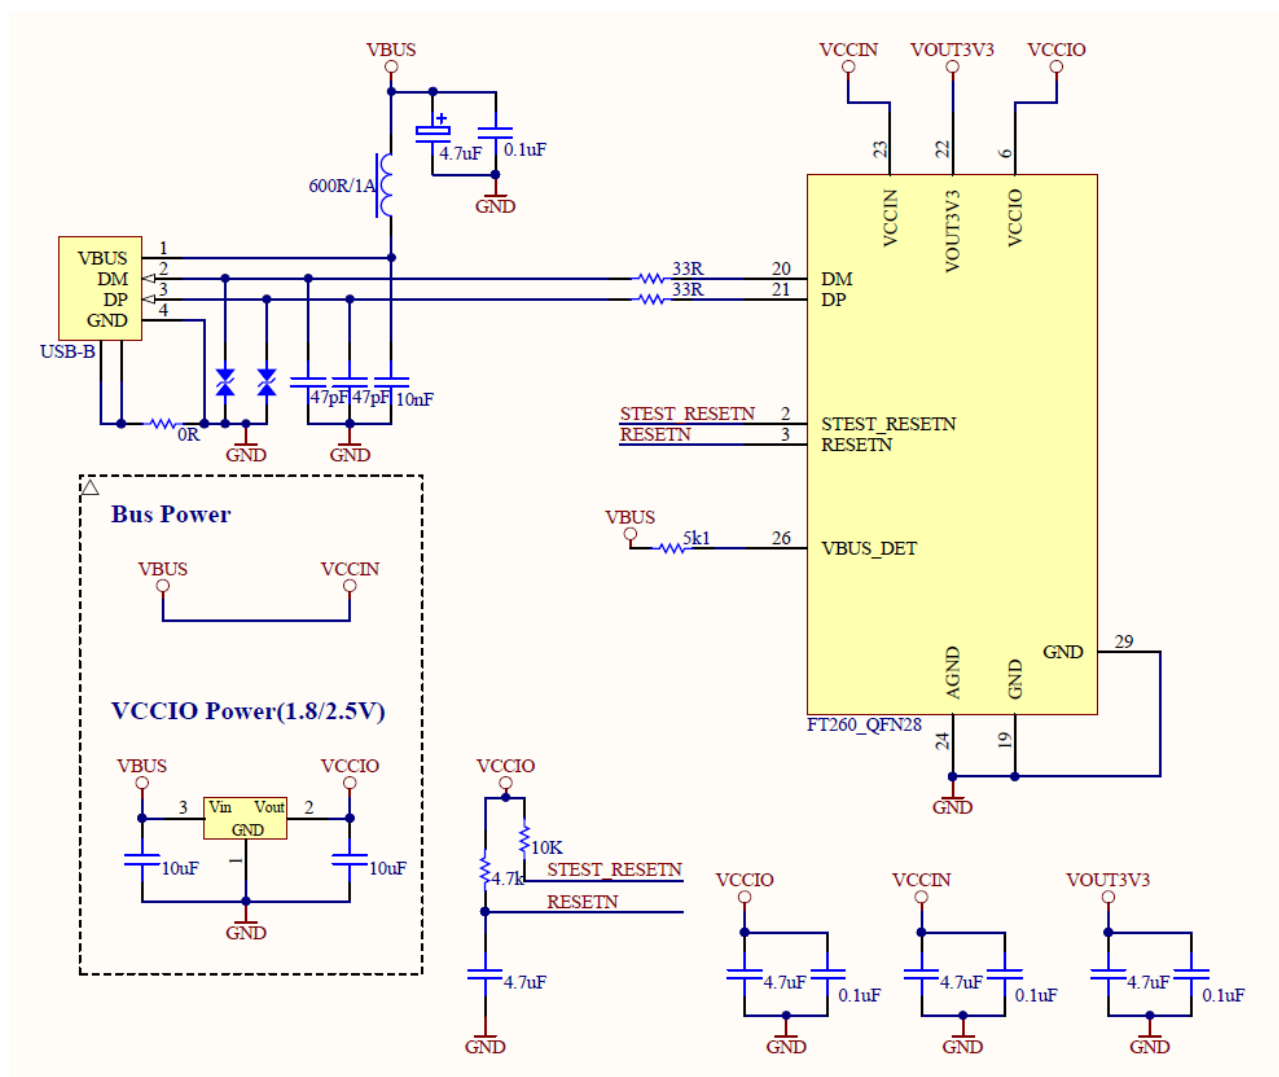 VBUS
VCCIN
VOUT3V3
VCCIO
+
4.7uF
0.1uF
23
22
6
600R/1A
GND
VCCIN
VOUT3V3
VCCIO
VBUS
1
DM
2
33R
20
DM
DP
3
33R
21
DP
GND
4
USB-B
47pF
47pF
10nF
0R
GND
GND
STEST_RESETN
2
STEST_RESETN
RESETN
3
RESETN
Bus Power
VBUS
5k1
26
VBUS_DET
VBUS
VCCIN
AGND
GND
GND
29
VCCIO Power(1.8/2.5V)
FT260_QFN28
24
19
GND
VBUS
VCCIO
3
Vin
Vout
2
GND
1
10uF
10uF
GND
VCCIO
10K
4.7k
STEST_RESETN
RESETN
4.7uF
GND
VCCIO
4.7uF
0.1uF
GND
VCCIN
4.7uF
0.1uF
GND
VOUT3V3
4.7uF
0.1uF
GND